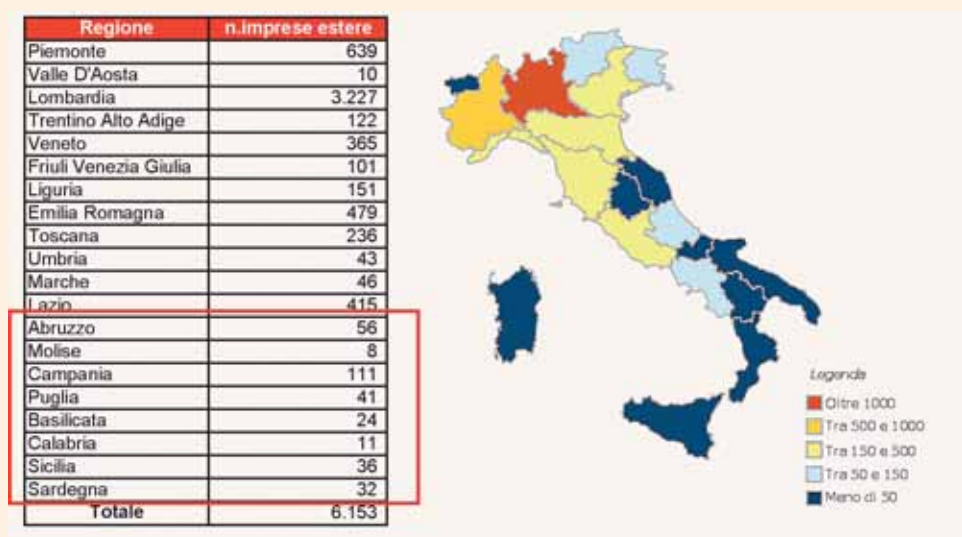 Regione n.imprese estere
Piemonte 639
Valle D'Aosta 10
Lombardia 3.227
Trentino Alto Adige 122
Veneto 365
Friuli Venezia Giulia 101
Liguria 151
Emilia Romagna 479
Toscana 236
Umbria 43
Marche 46
Lazio 415
Abruzzo 56
Molise 8
Campania 111
Puglia 41
Basilicata 24
Calabria 11
Sicilia 36
Sardegna 32
Totale 6.153
Legenda
Oltre 1000
Tra 500 e 1000
Tra 150 e 500
Tra 50 e 150
Meno di 50